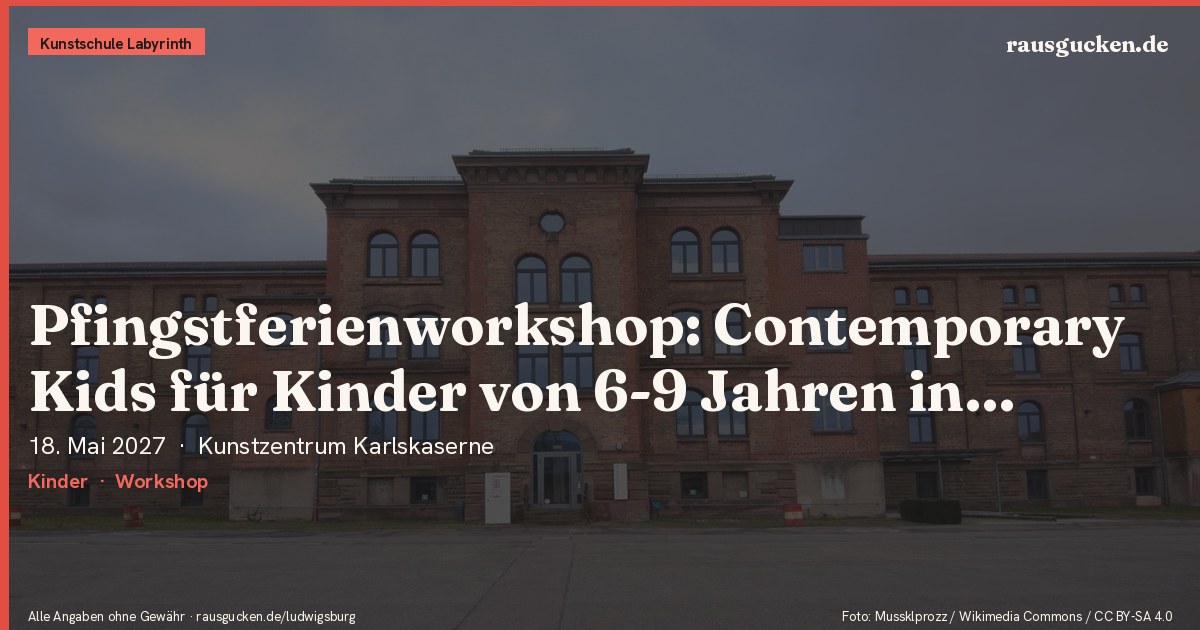 Kunstschule Labyrinth
rausgucken.de
Pfingstferienworkshop: Contemporary
Kids für Kinder von 6-9 Jahren in...
18. Mai 2027 · Kunstzentrum Karlskaserne
Kinder · Workshop
Alle Angaben ohne Gewähr · rausgucken.de/ludwigsburg
Foto: Mussklprozz / Wikimedia Commons / CC BY-SA 4.0